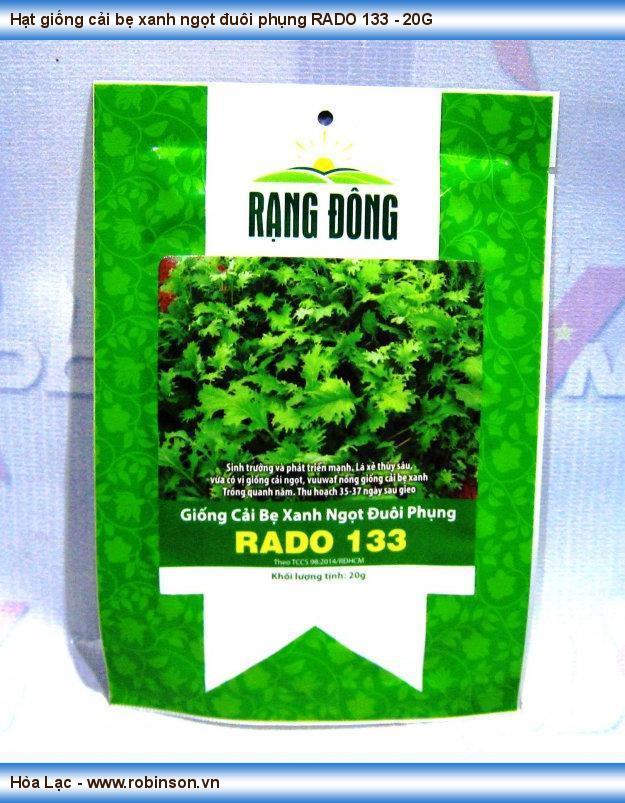 Hạt giống cải bẹ xanh ngọt đuôi phụng RADO 133 - 20G
RẠNG ĐÔNG
Sinh trưởng và phát triển mạnh. Lá xẻ thùy sâu,
vừa có vị giống cải ngọt, vuuwaf nồng giống cải bẹ xanh
Trồng quanh năm. Thu hoạch 35-37 ngày sau gieo
Giống Cải Bẹ Xanh Ngọt Đuôi Phụng
RADO 133
Theo TCCS 98:2014/RĐHCM
Khối lượng tịnh: 20g
Hòa Lạc - www.robinson.vn